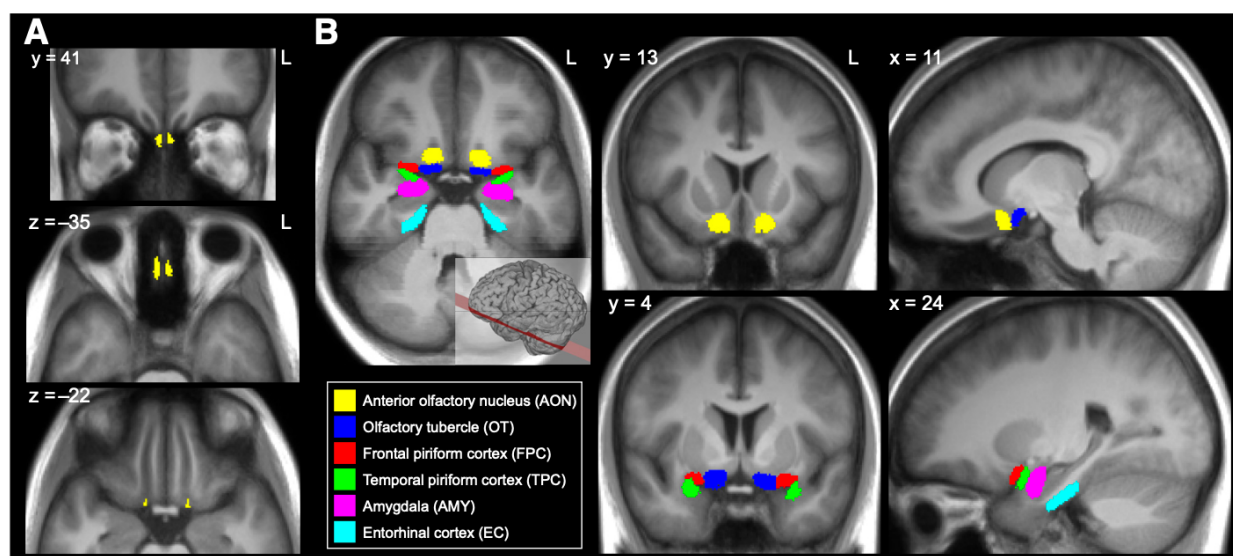 A
y = 41
L
z = –35
L
z = –22
B
L
y = 13
L
x = 11
y = 4
x = 24
Anterior olfactory nucleus (AON)
Olfactory tubercle (OT)
Frontal piriform cortex (FPC)
Temporal piriform cortex (TPC)
Amygdala (AMY)
Entorhinal cortex (EC)